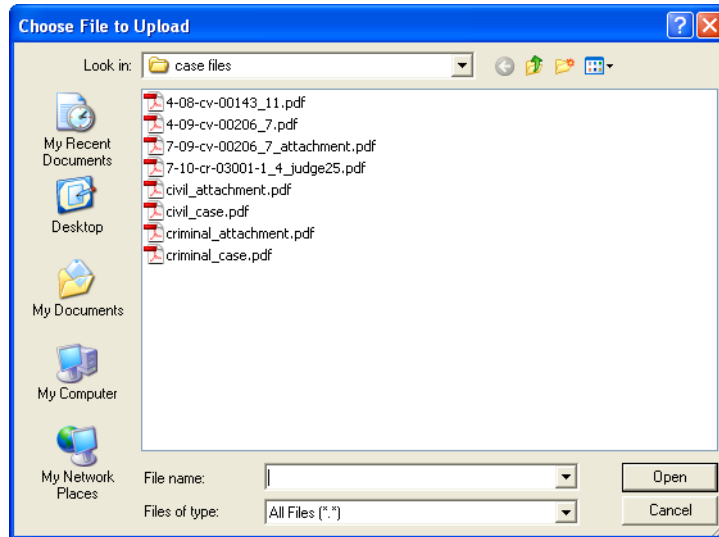 Choose File to Upload
Look in:
case files
4-08-cv-00143_11.pdf
4-09-cv-00206_7.pdf
7-09-cv-00206_7_attachment.pdf
7-10-cr-03001-1_4_judge25.pdf
civil_attachment.pdf
civil_case.pdf
criminal_attachment.pdf
criminal_case.pdf
My Recent
Documents
Desktop
My Documents
My Computer
My Network
Places
File name:
Open
Files of type:
All Files (*.*)
Cancel